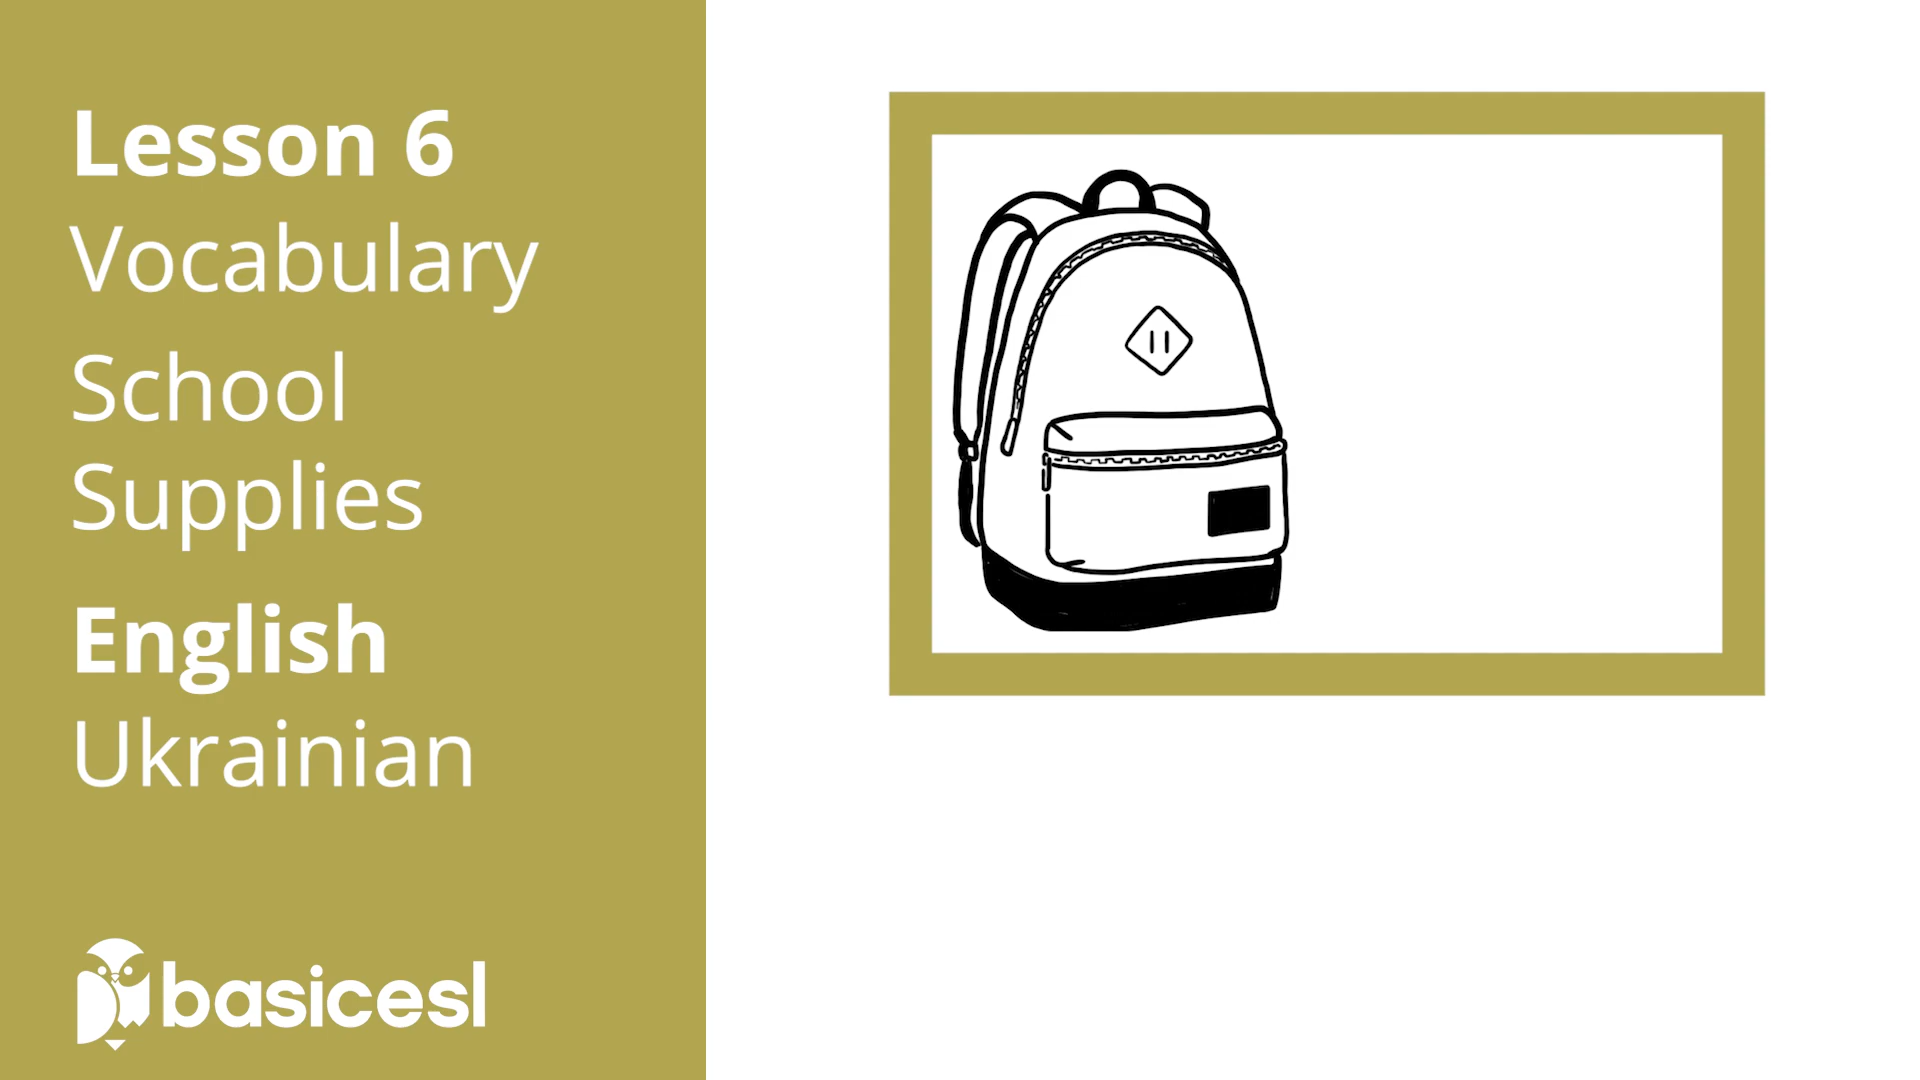 Lesson 6
Vocabulary
School
Supplies
English
Ukrainian
basicesl